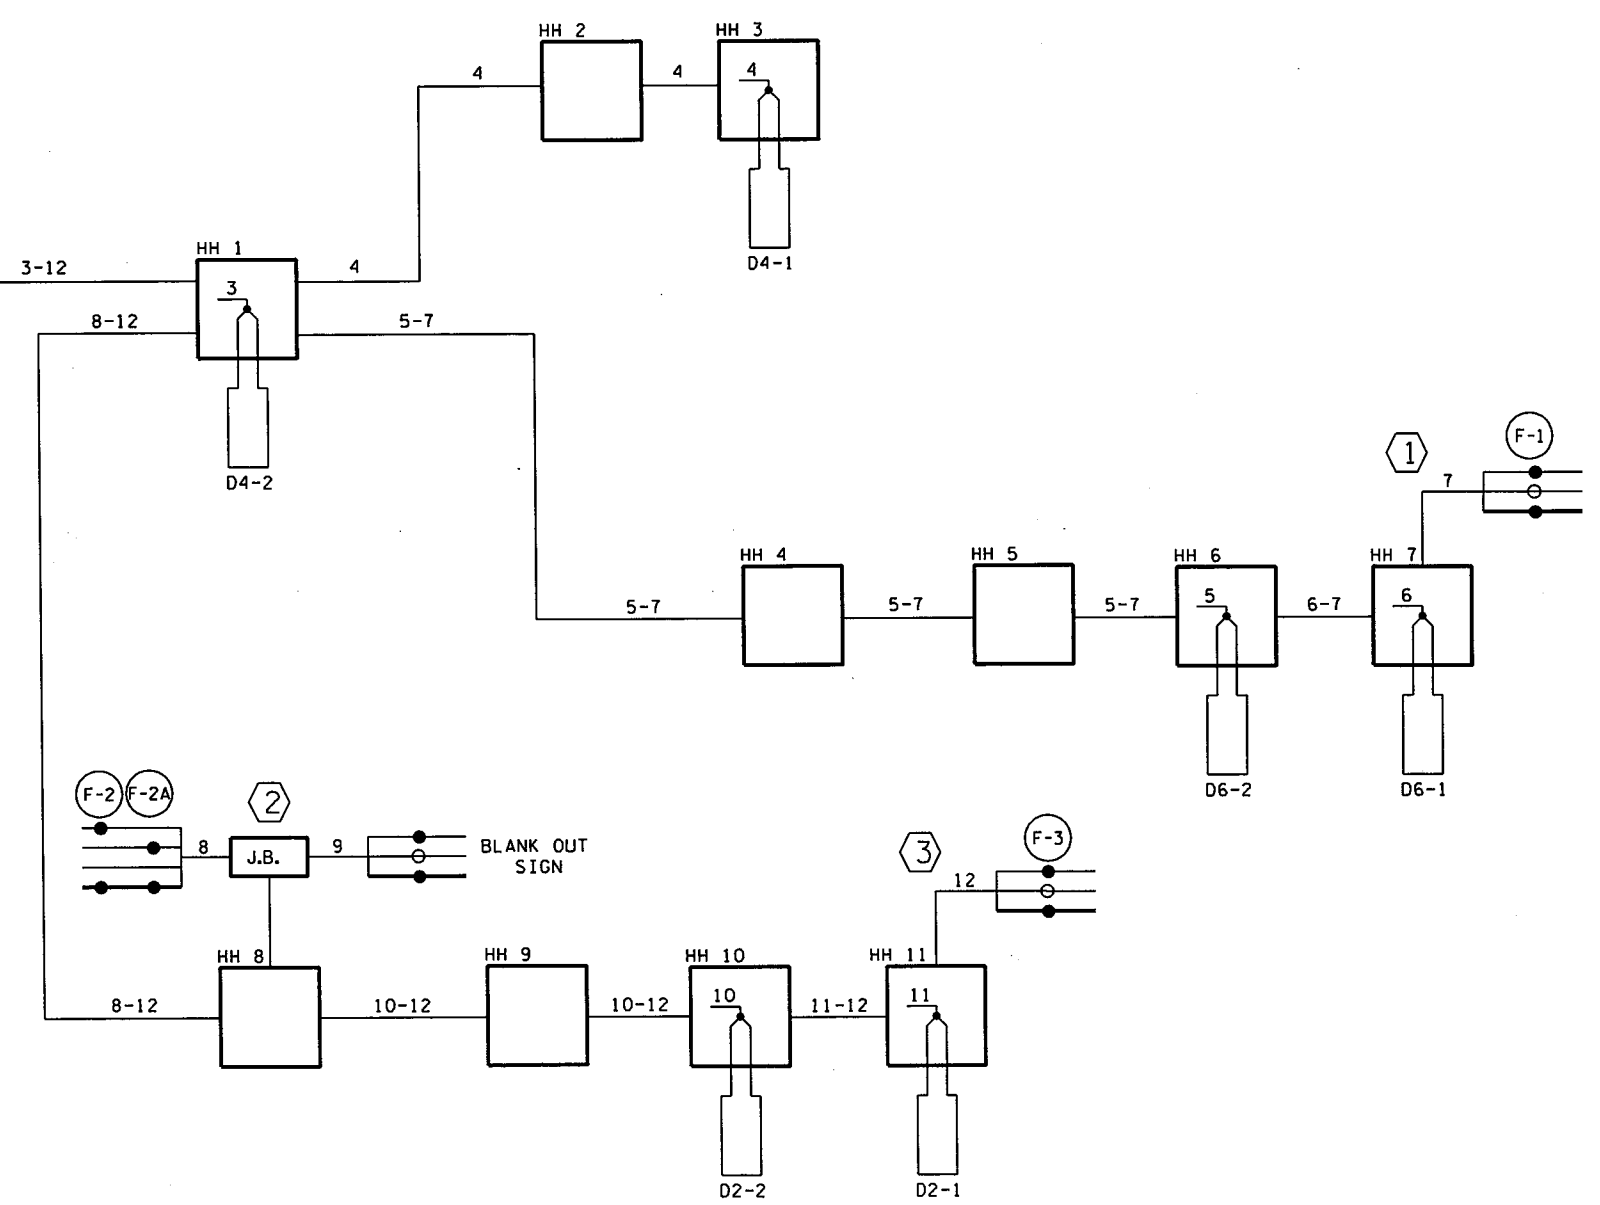 HH 2
HH 3
4
4
4
D4-1
HH 1
3-12
4
3
8-12
5-7
D4-2
F-1
1
7
HH 4
HH 5
HH 6
HH 7
5-7
5-7
5-7
5
6-7
6
D6-2
D6-1
F-2
F-2A
2
8
J.B.
9
BLANK OUT
SIGN
F-3
3
12
HH 8
HH 9
HH 10
HH 11
8-12
10-12
10-12
10
11-12
11
D2-2
D2-1